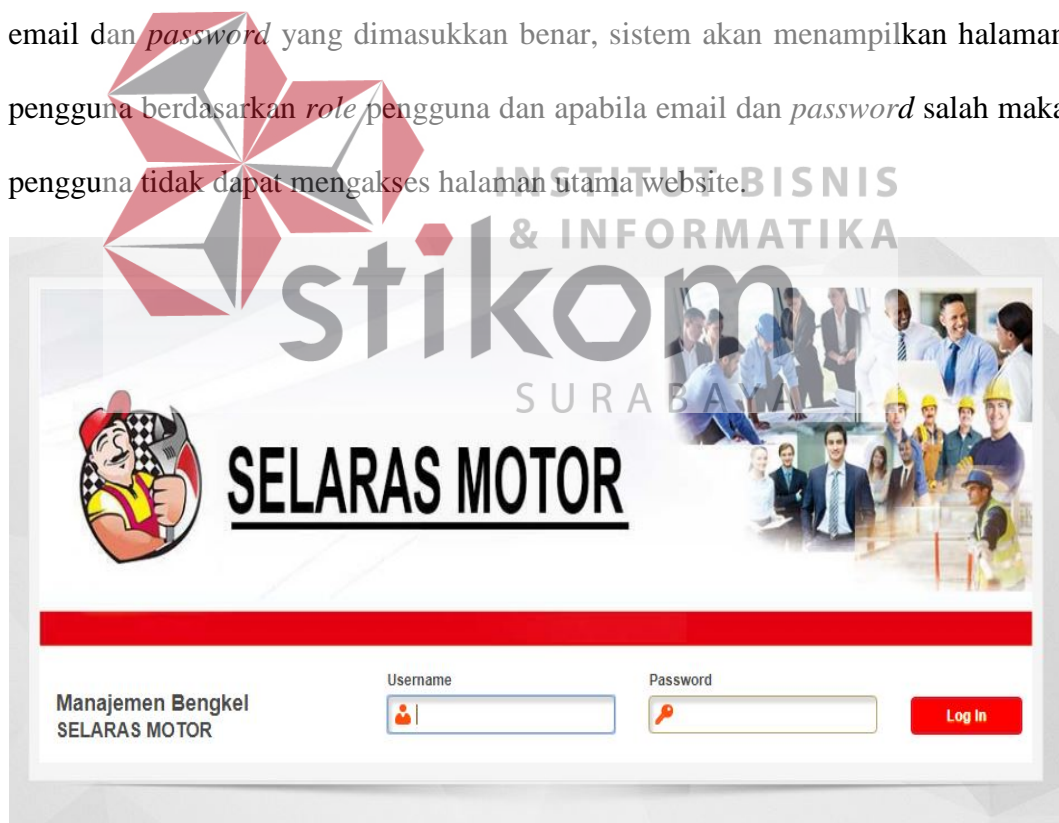 email dan password yang dimasukkan benar, sistem akan menampilkan halaman
pengguna berdasarkan role pengguna dan apabila email dan password salah maka
pengguna tidak dapat mengakses halaman utama website.
INSTITUT BISNIS
& INFORMATIKA
stikom
SURABAYA
SELARAS MOTOR
Username
Password
Manajemen Bengkel
SELARAS MOTOR
Log In